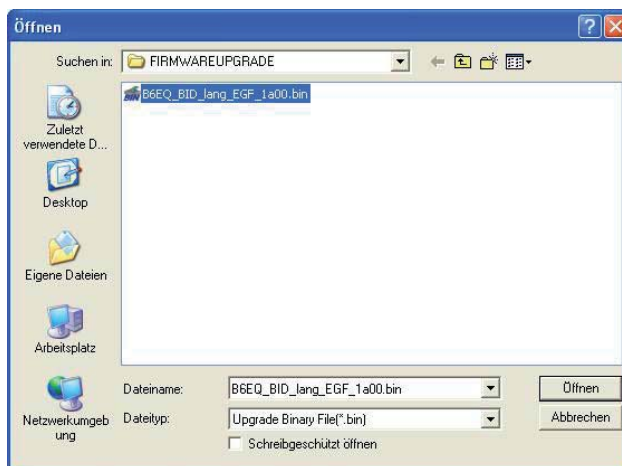 Öffnen
Suchen in: FIRMWAREUPGRADE
B6EQ_BID_lang_EGF_1a00.bin
Zuletzt
verwendete D...
Desktop
Eigene Dateien
Arbeitsplatz
Netzwerkumgeb
ung
Dateiname: B6EQ_BID_lang_EGF_1a00.bin Öffnen
Dateityp: Upgrade Binary File(*.bin) Abbrechen
Schreibgeschützt öffnen